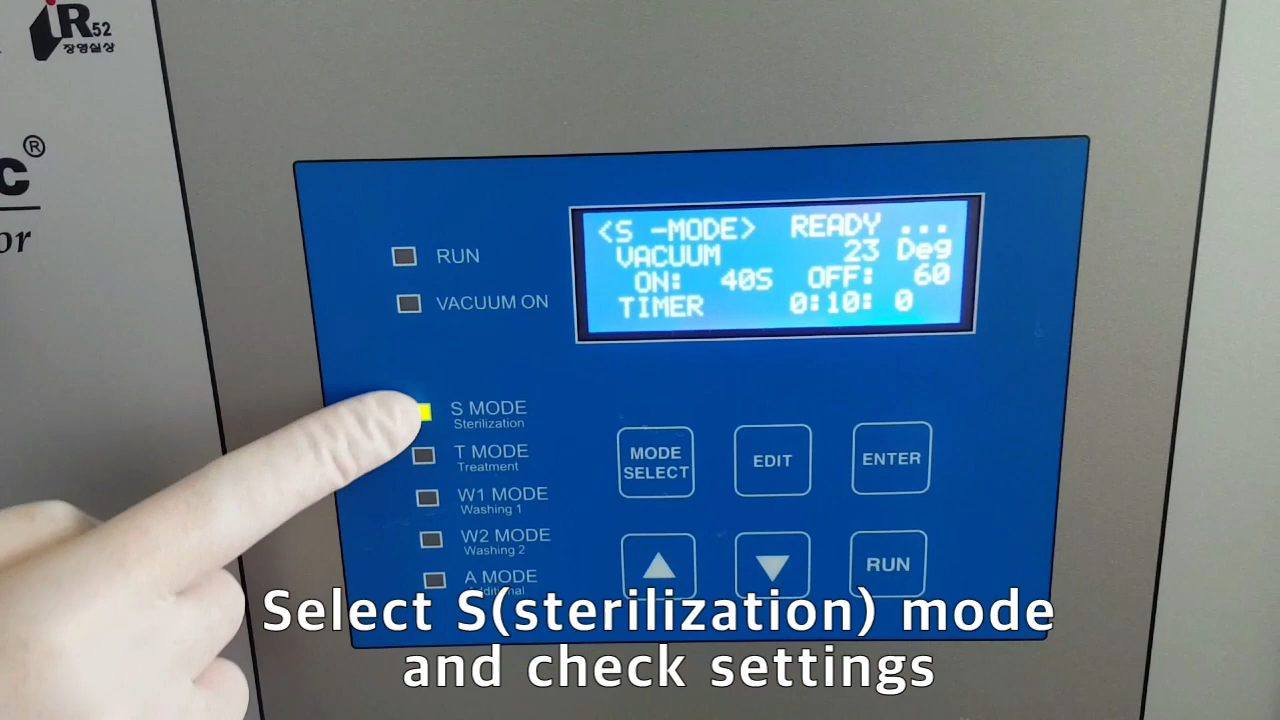 iR52
장영실상
c®
or
<S -MODE> READY ...
VACUUM 23 Deg
ON: 40S OFF: 60
TIMER 0:10: 0
RUN
VACUUM ON
S MODE
Sterilization
T MODE
Treatment
W1 MODE
Washing 1
W2 MODE
Washing 2
A MODE
Additional
MODE
SELECT
EDIT
ENTER
RUN
Select S(sterilization) mode
and check settings